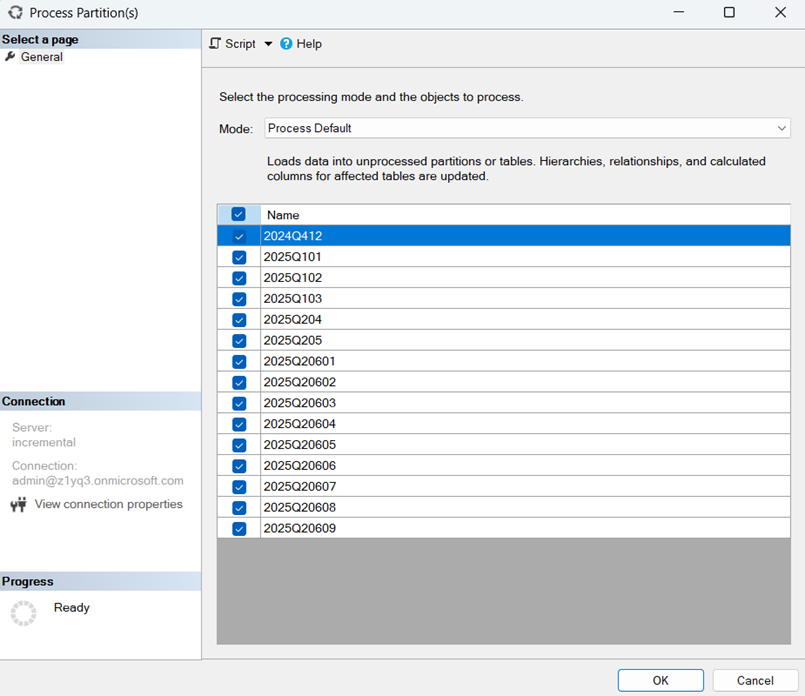 Process Partition(s)
Select a page
General
Script
Help
Select the processing mode and the objects to process.
Mode:
Process Default
Loads data into unprocessed partitions or tables. Hierarchies, relationships, and calculated
columns for affected tables are updated.
Name
2024Q412
2025Q101
2025Q102
2025Q103
2025Q204
2025Q205
2025Q20601
2025Q20602
2025Q20603
2025Q20604
2025Q20605
2025Q20606
2025Q20607
2025Q20608
2025Q20609
Connection
Server:
incremental
Connection:
admin@z1yq3.onmicrosoft.com
View connection properties
Progress
Ready
OK
Cancel